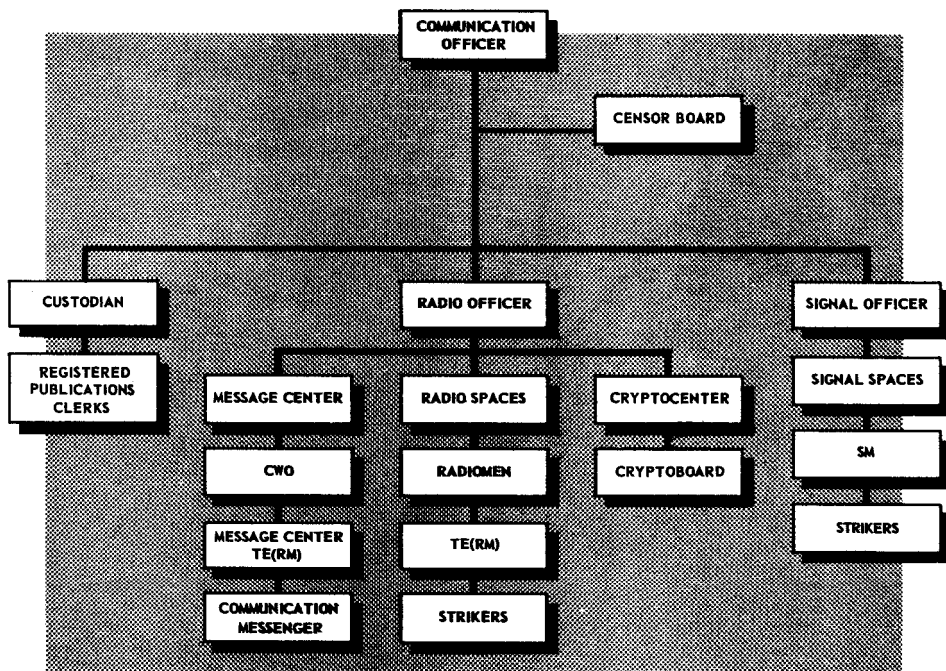 COMMUNICATION
OFFICER
CENSOR BOARD
CUSTODIAN
RADIO OFFICER
SIGNAL OFFICER
REGISTERED
PUBLICATIONS
CLERKS
MESSAGE CENTER
RADIO SPACES
CRYPTOCENTER
SIGNAL SPACES
CWO
RADIOMEN
CRYPTOBOARD
SM
MESSAGE CENTER
TE(RM)
TE(RM)
STRIKERS
COMMUNICATION
MESSENGER
STRIKERS